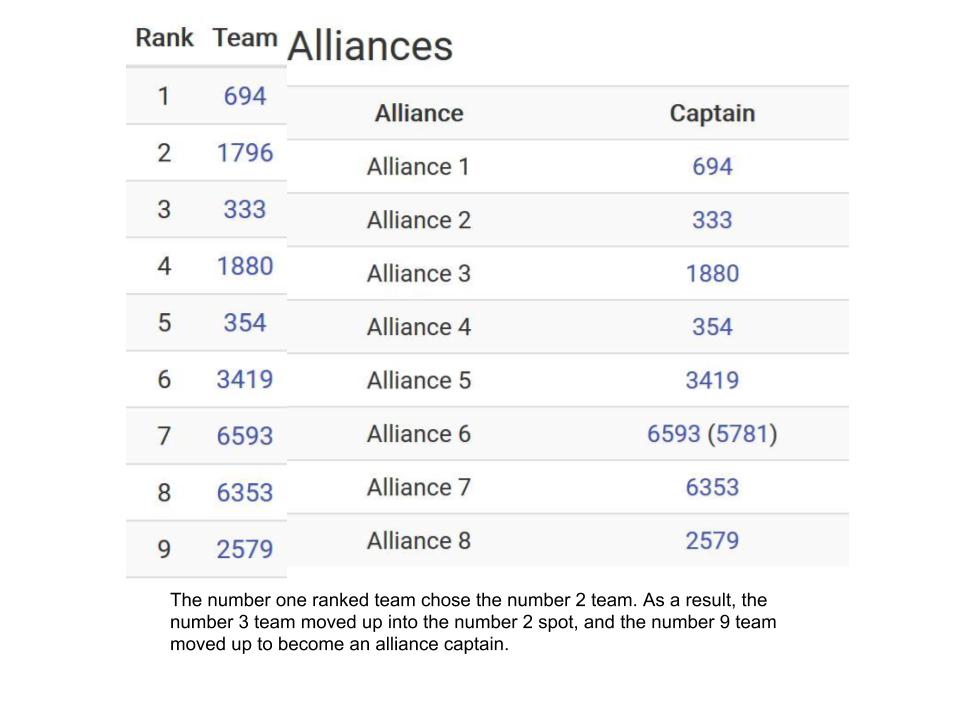 Rank Team
1 694
2 1796
3 333
4 1880
5 354
6 3419
7 6593
8 6353
9 2579
Alliances
Alliance Captain
Alliance 1 694
Alliance 2 333
Alliance 3 1880
Alliance 4 354
Alliance 5 3419
Alliance 6 6593 (5781)
Alliance 7 6353
Alliance 8 2579
The number one ranked team chose the number 2 team. As a result, the
number 3 team moved up into the number 2 spot, and the number 9 team
moved up to become an alliance captain.